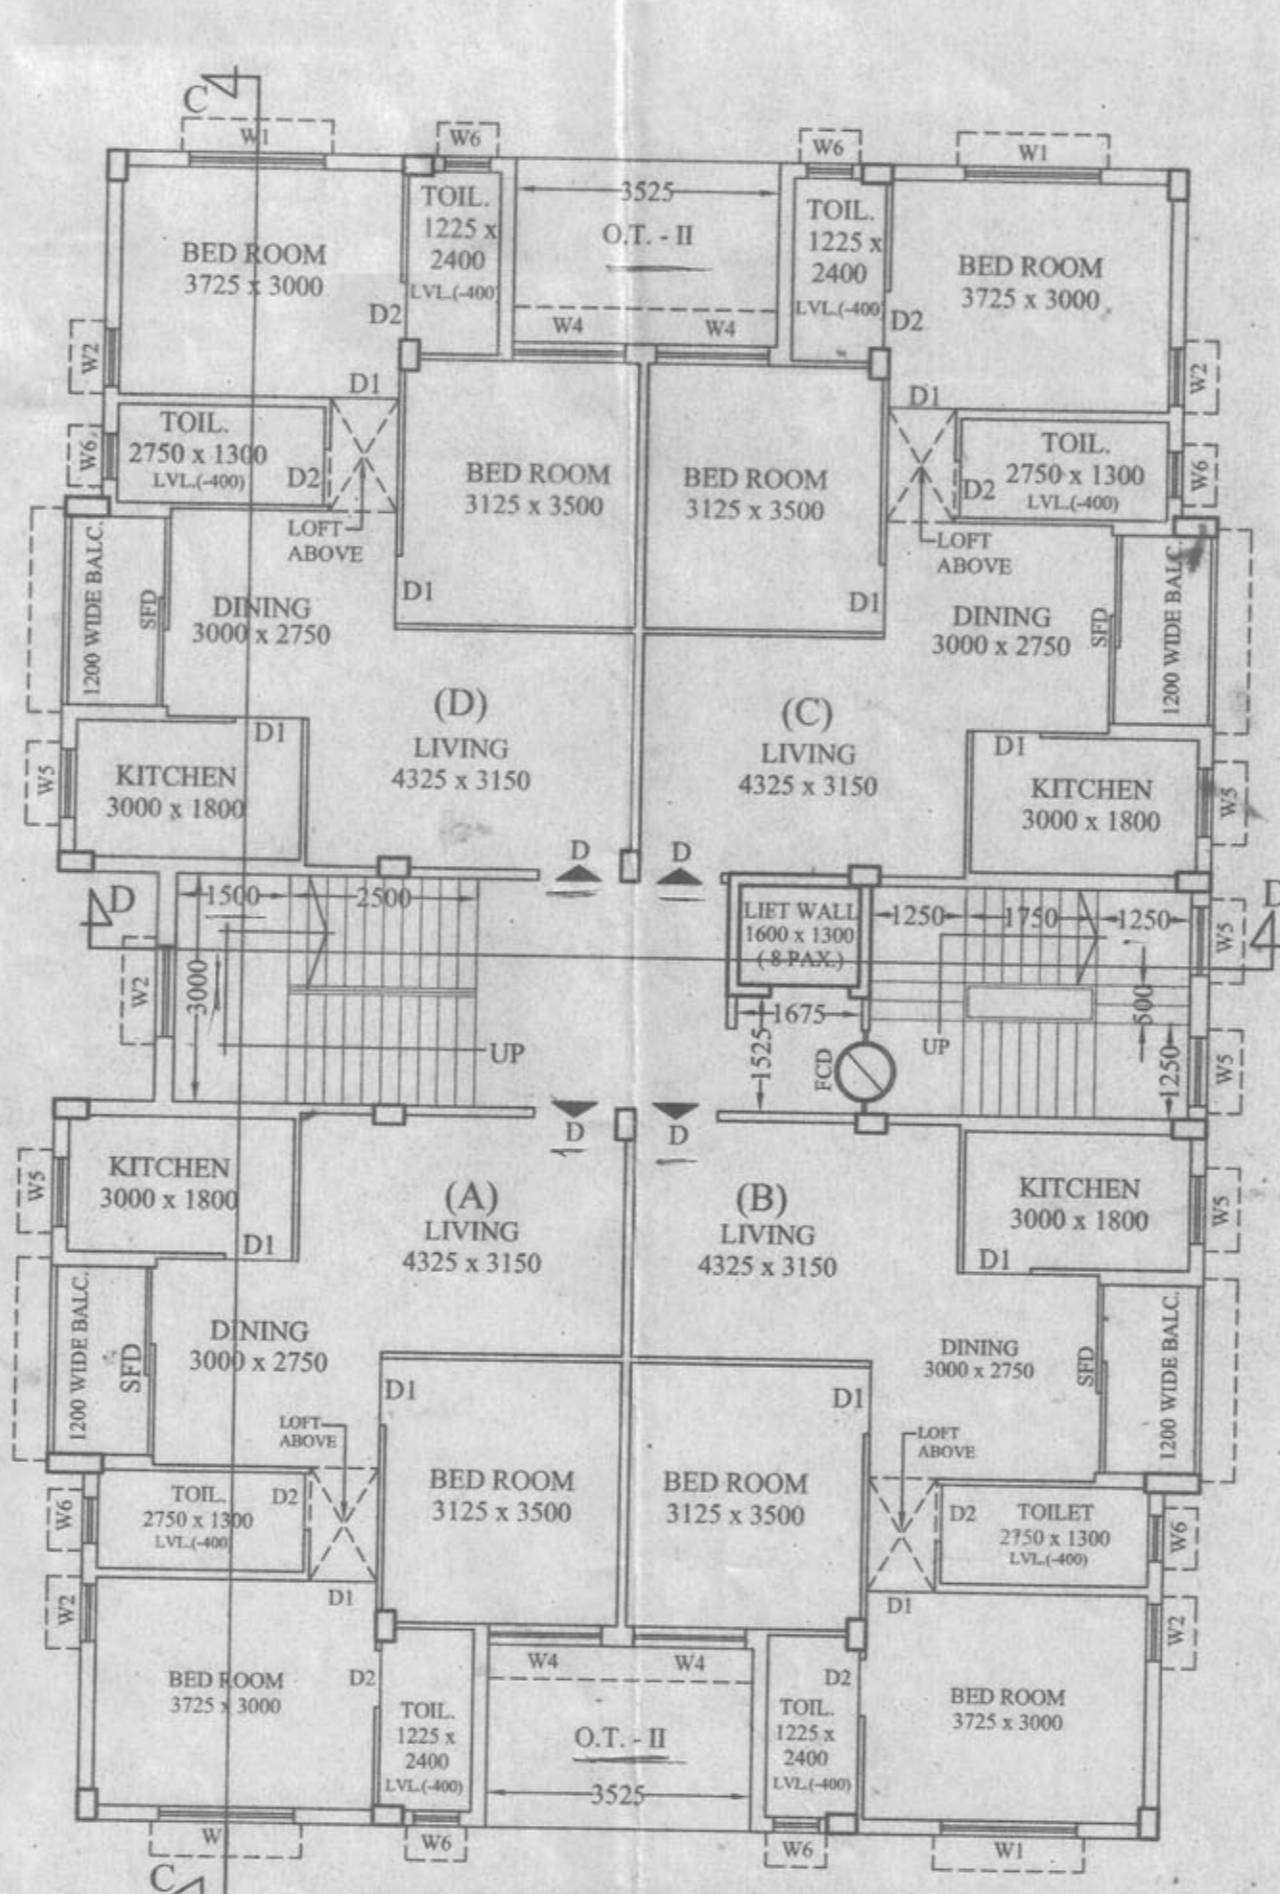 C
W1
W6
W6
W1
BED ROOM
3725 x 3000
TOIL.
1225 x
2400
LVL.(-400)
3525
O.T. - II
TOIL.
1225 x
2400
LVL.(-400)
BED ROOM
3725 x 3000
D2
W4
W4
D2
W2
W2
D1
D1
TOIL.
2750 x 1300
LVL.(-400)
D2
W6
BED ROOM
3125 x 3500
BED ROOM
3125 x 3500
TOIL.
2750 x 1300
LVL.(-400)
D2
W6
LOFT
ABOVE
LOFT
ABOVE
1200 WIDE BALC.
SFD
DINING
3000 x 2750
D1
D1
DINING
3000 x 2750
SFD
1200 WIDE BALC.
(D)
LIVING
4325 x 3150
(C)
LIVING
4325 x 3150
D1
D1
W5
KITCHEN
3000 x 1800
KITCHEN
3000 x 1800
W5
D
D
D
1500
2500
LIFT WALL
1600 x 1300
( 8 PAX.)
1250
1750
1250
D
W5
W2
3000
1675
500
UP
1525
FCD
UP
1250
W5
D
D
W5
KITCHEN
3000 x 1800
(A)
LIVING
4325 x 3150
(B)
LIVING
4325 x 3150
KITCHEN
3000 x 1800
W5
D1
D1
1200 WIDE BALC.
SFD
DINING
3000 x 2750
DINING
3000 x 2750
SFD
1200 WIDE BALC.
D1
D1
LOFT
ABOVE
LOFT
ABOVE
BED ROOM
3125 x 3500
BED ROOM
3125 x 3500
W6
TOIL.
2750 x 1300
LVL.(-400)
D2
D2
TOILET
2750 x 1300
LVL.(-400)
W6
W2
D1
D1
W2
BED ROOM
3725 x 3000
D2
W4
W4
D2
BED ROOM
3725 x 3000
TOIL.
1225 x
2400
LVL.(-400)
O.T. - II
3525
TOIL.
1225 x
2400
LVL.(-400)
W
W6
W6
W1
C